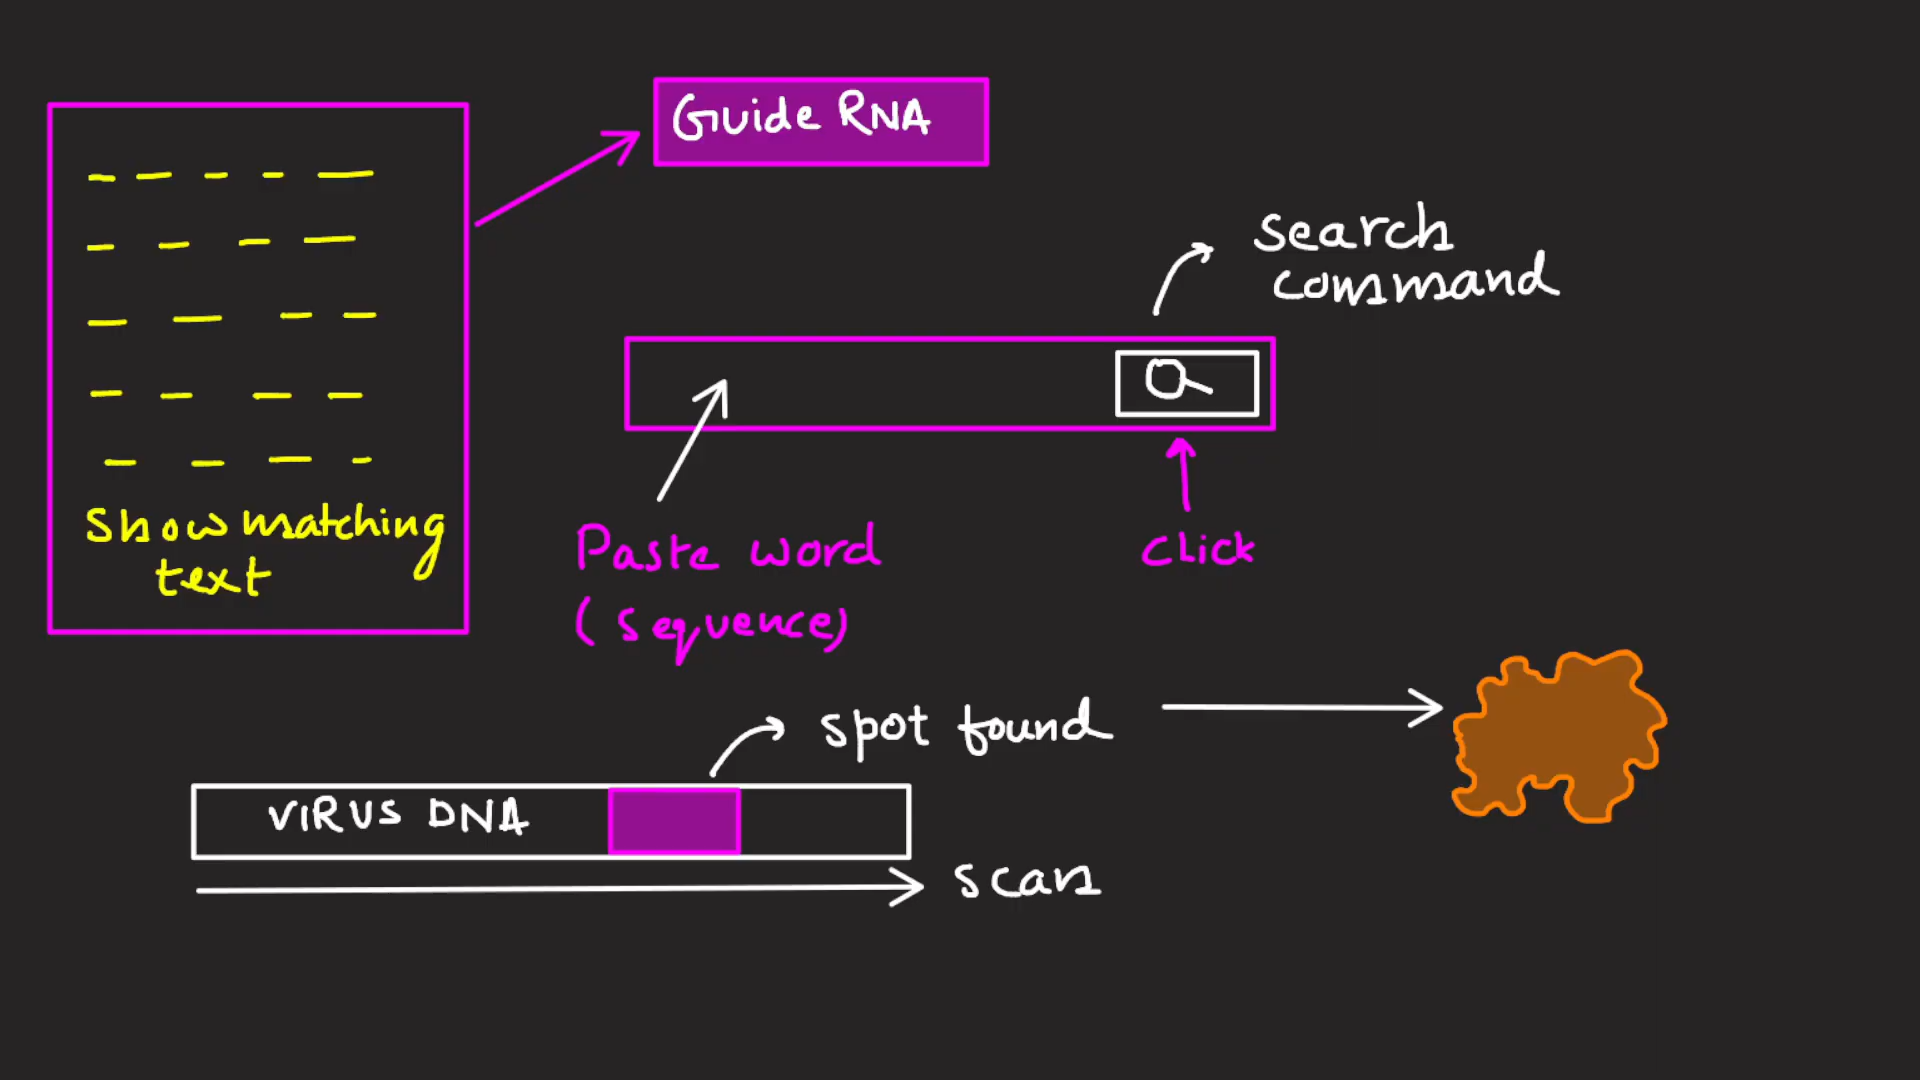 Guide RNA
search
command
Show matching
text
Paste word
(sequence)
click
spot found
VIRUS DNA
scan